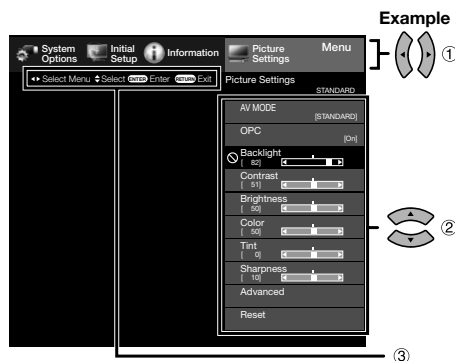 Example
System Options
Initial Setup
Information
Picture Settings
Menu
①
Select Menu Select ENTER Enter RETURN Exit
Picture Settings
STANDARD
AV MODE
[STANDARD]
OPC
[On]
Backlight
[ 82]
Contrast
[ 51]
Brightness
[ 50]
Color
[ 50]
②
Tint
[ 0]
Sharpness
[ 10]
Advanced
Reset
③